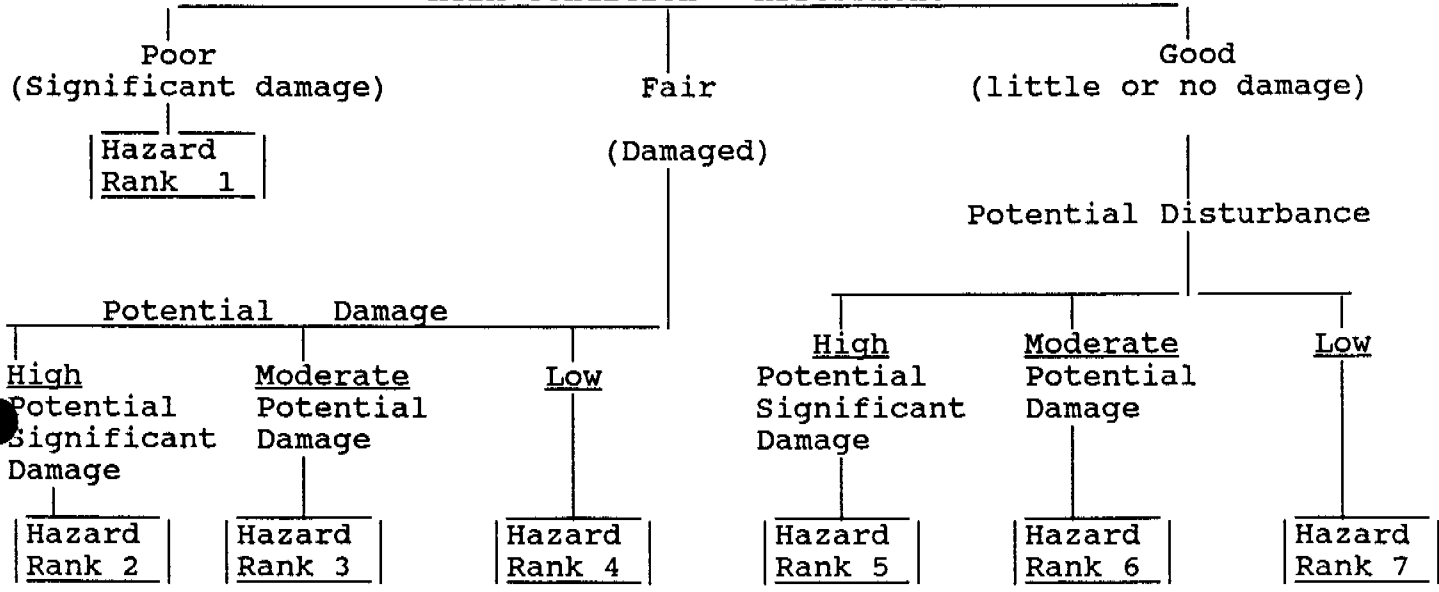 Poor
(Significant damage)
Hazard
Rank 1
Fair
(Damaged)
Good
(little or no damage)
Potential Disturbance
Potential Damage
High
Potential
Significant
Damage
Hazard
Rank 2
Moderate
Potential
Damage
Hazard
Rank 3
Low
Hazard
Rank 4
High
Potential
Significant
Damage
Hazard
Rank 5
Moderate
Potential
Damage
Hazard
Rank 6
Low
Hazard
Rank 7